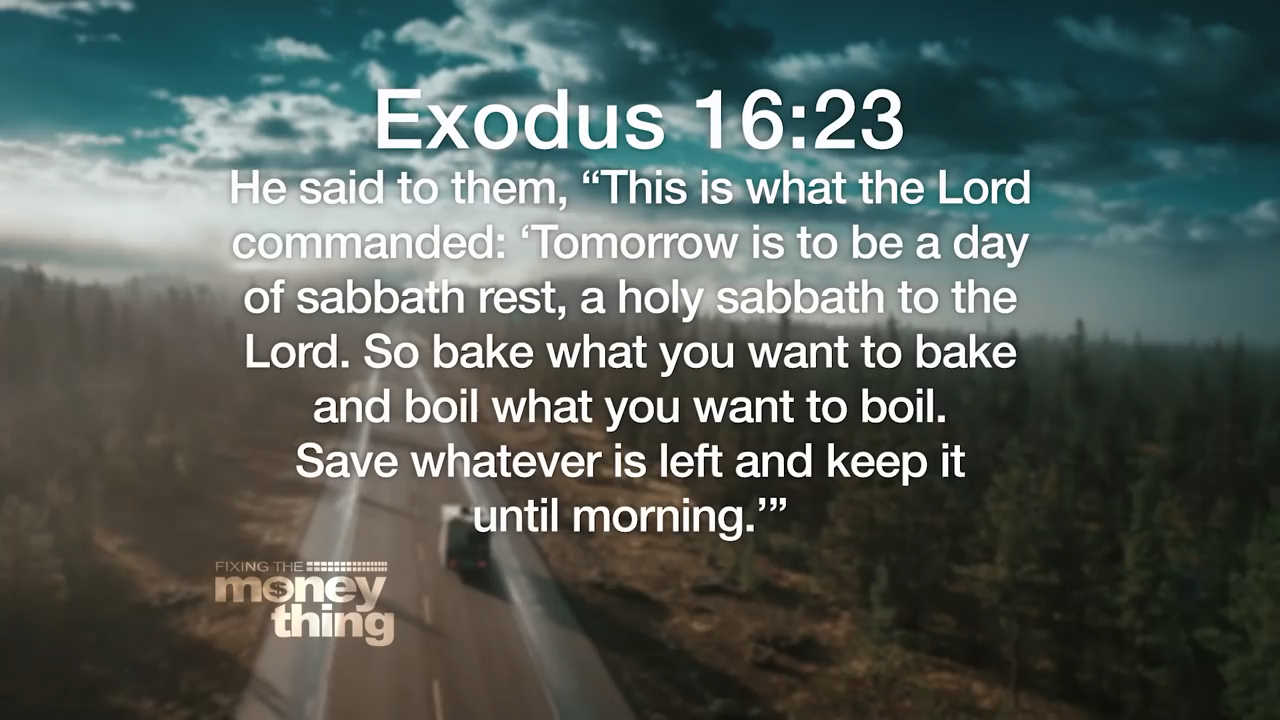 Exodus 16:23
He said to them, “This is what the Lord
commanded: ‘Tomorrow is to be a day
of sabbath rest, a holy sabbath to the
Lord. So bake what you want to bake
and boil what you want to boil.
Save whatever is left and keep it
until morning.’”
FIXING THE
money
thing